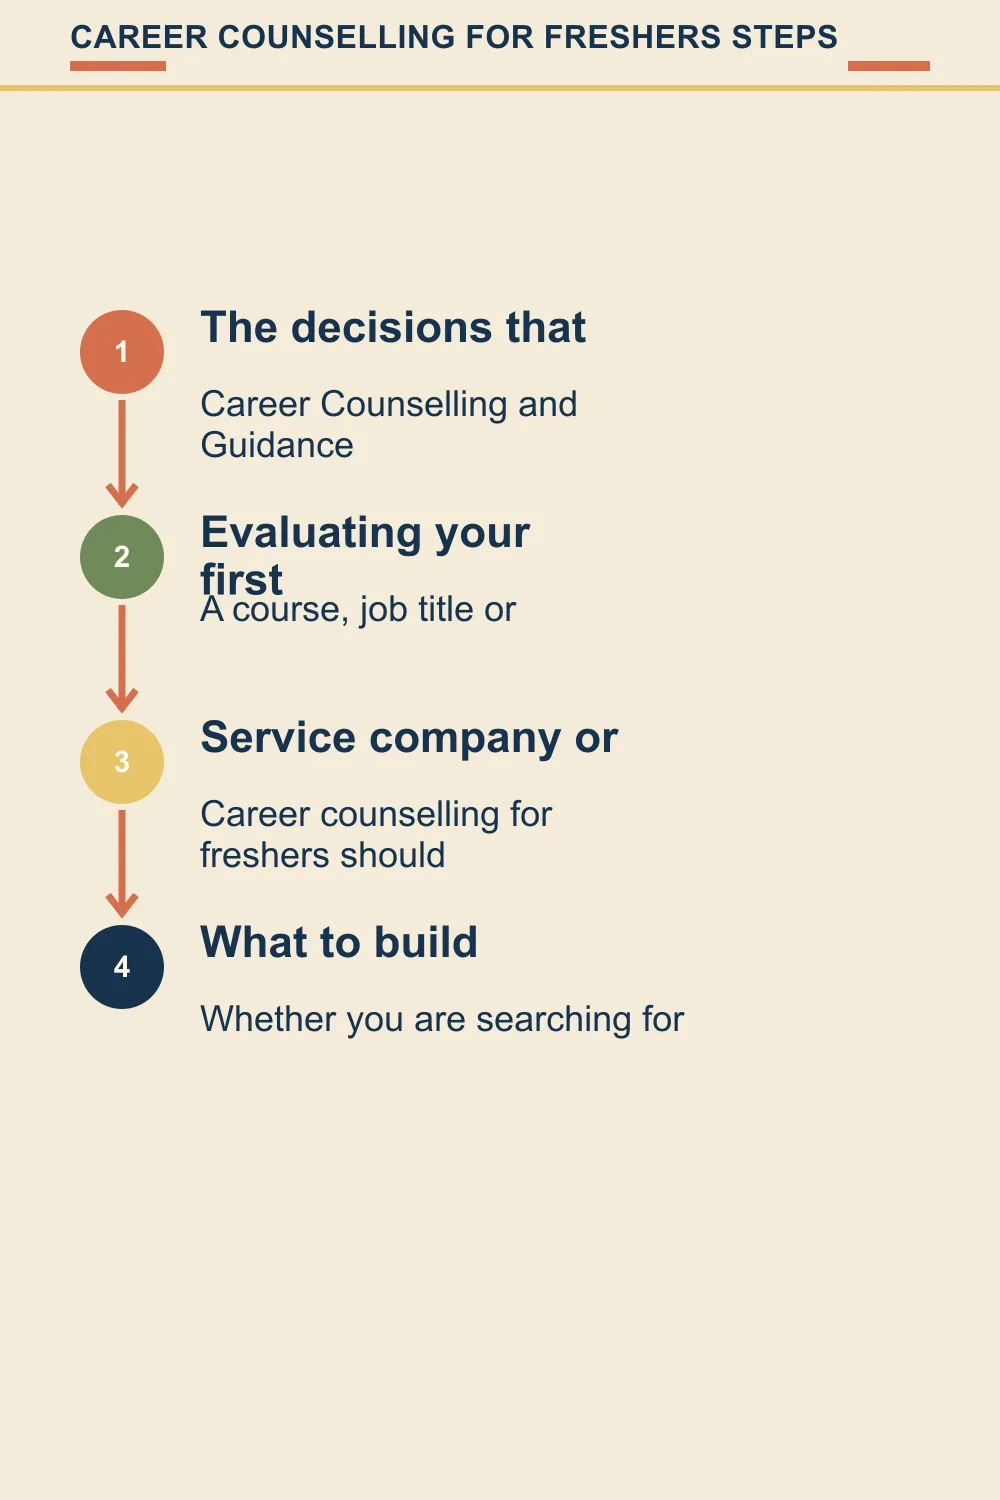 CAREER COUNSELLING FOR FRESHERS STEPS
1
The decisions that
Career Counselling and
Guidance
2
Evaluating your
first
A course, job title or
3
Service company or
Career counselling for
freshers should
4
What to build
Whether you are searching for